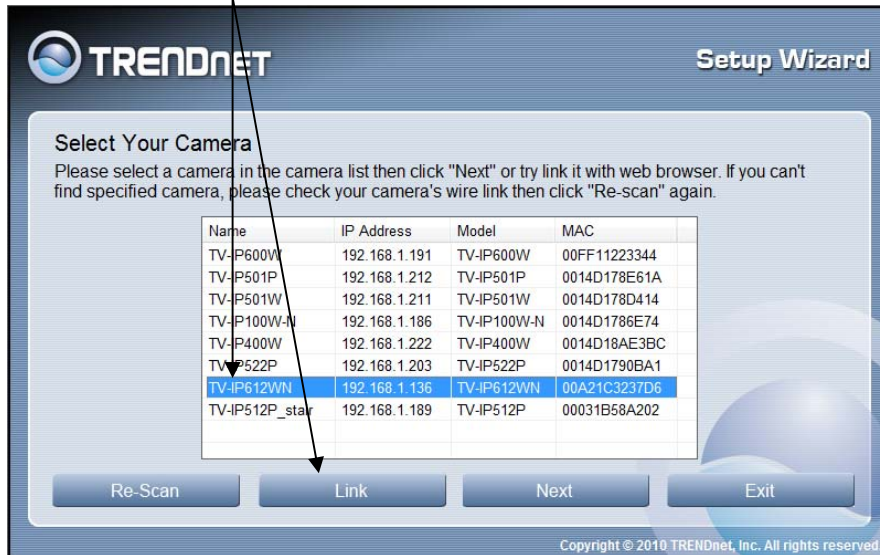 TRENDNET
Setup Wizard
Select Your Camera
Please select a camera in the camera list then click "Next" or try link it with web browser. If you can't
find specified camera, please check your camera's wire link then click "Re-scan" again.
Name IP Address Model MAC
TV-IP600W 192.168.1.191 TV-IP600W 00FF11223344
TV-IP501P 192.168.1.212 TV-IP501P 0014D178E61A
TV-IP501W 192.168.1.211 TV-IP501W 0014D178D414
TV-IP100W-N 192.168.1.186 TV-IP100W-N 0014D1786E74
TV-IP400W 192.168.1.222 TV-IP400W 0014D18AE3BC
TV-IP522P 192.168.1.203 TV-IP522P 0014D1790BA1
TV-IP612WN 192.168.1.136 TV-IP612WN 00A21C3237D6
TV-IP512P_stair 192.168.1.189 TV-IP512P 00031B58A202
Re-Scan Link Next Exit
Copyright © 2010 TRENDnet, Inc. All rights reserved